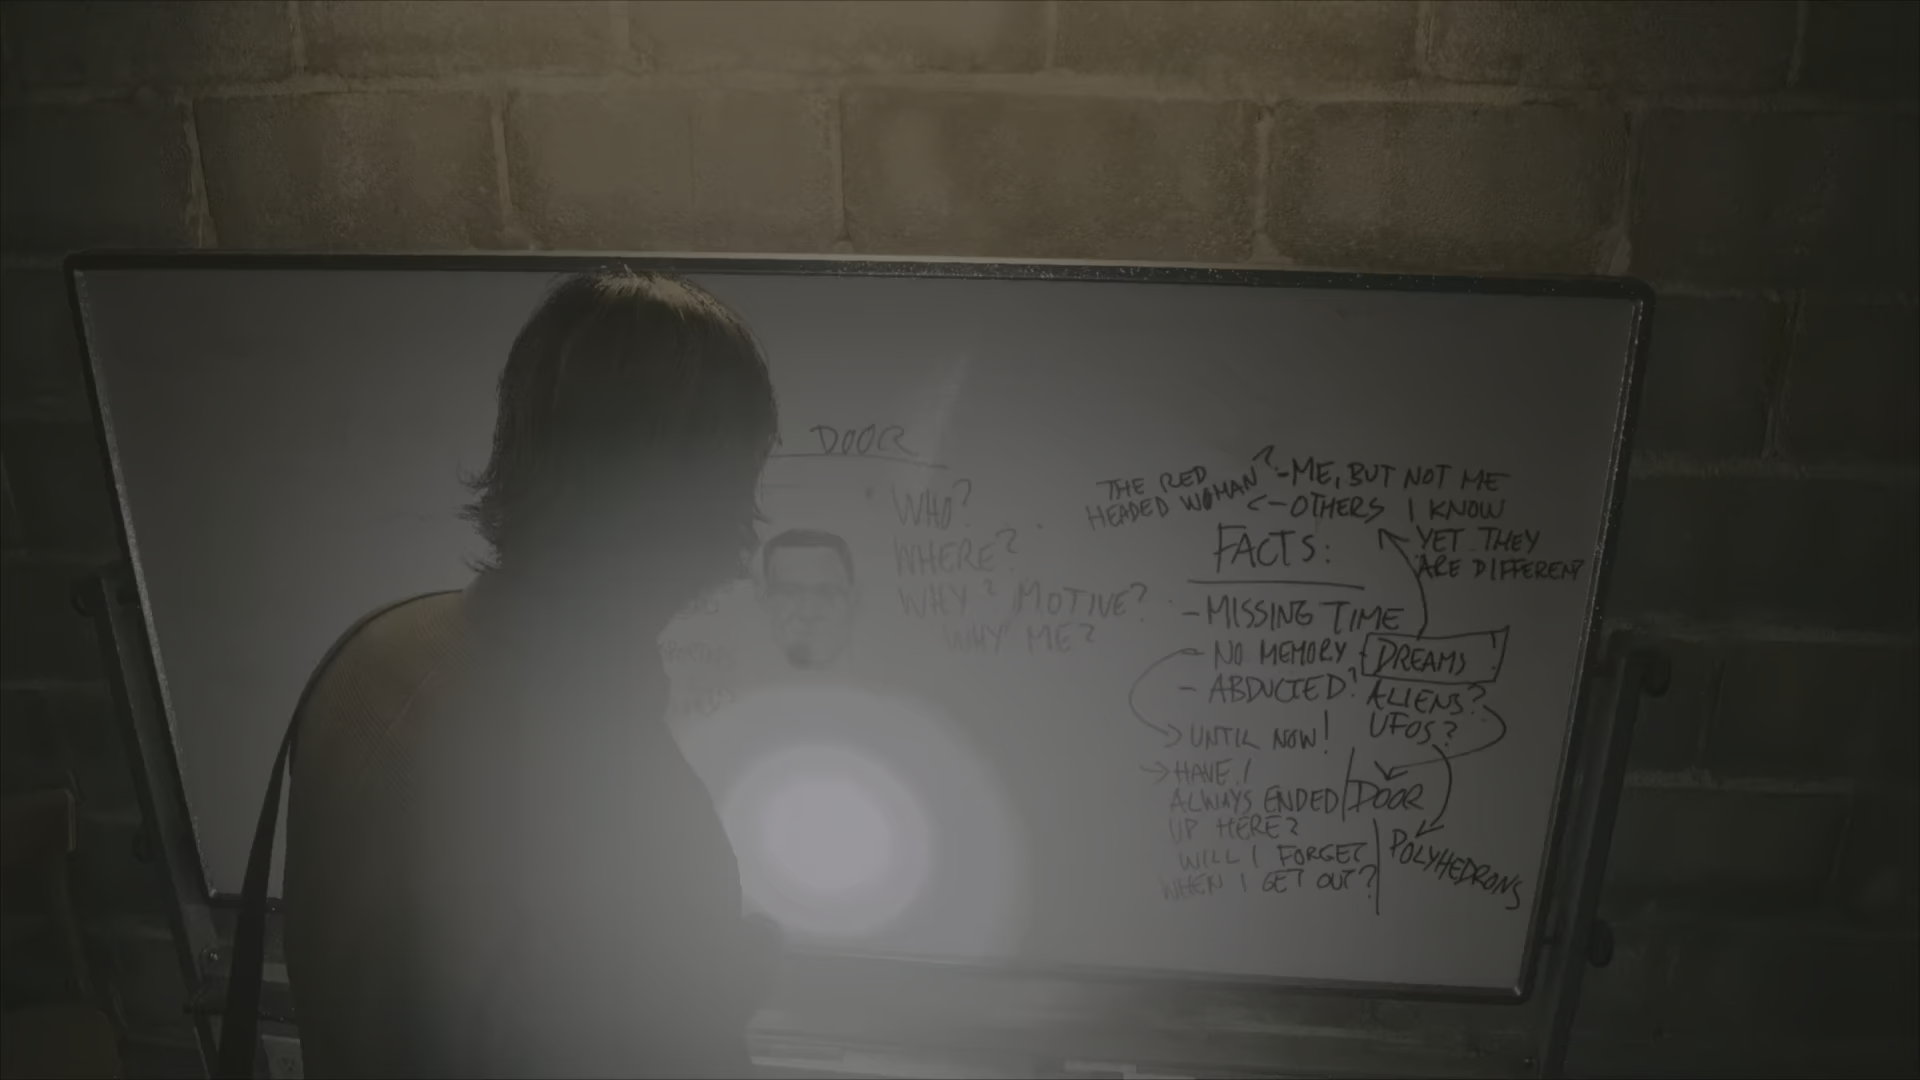 DOOR
WHO?
WHERE?
WHY? MOTIVE?
WHY ME?
THE RED HEADED WOMAN?
- ME, BUT NOT ME
- OTHERS I KNOW
YET THEY
ARE DIFFERENT
FACTS:
- MISSING TIME
- NO MEMORY
DREAMS!
- ABDUCTED?
ALIENS?
UFOS?
UNTIL NOW!
HAVE I
ALWAYS ENDED
UP HERE?
WILL I FORGET
WHEN I GET OUT?
DOOR
POLYHEDRONS